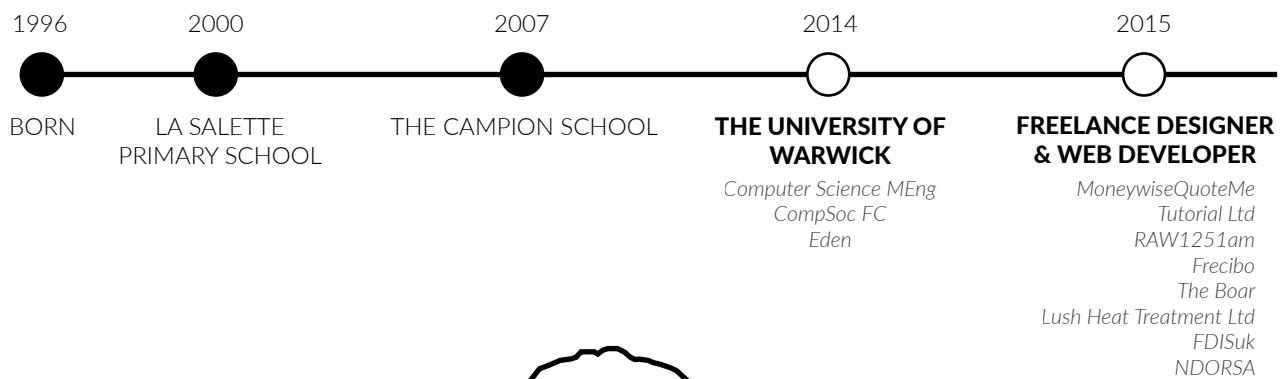 1996
2000
2007
2014
2015
BORN
LA SALETTE
PRIMARY SCHOOL
THE CAMPION SCHOOL
THE UNIVERSITY OF
WARWICK
Computer Science MEng
CompSoc FC
Eden
FREELANCE DESIGNER
& WEB DEVELOPER
MoneywiseQuoteMe
Tutorial Ltd
RAW1251am
Frecibo
The Boar
Lush Heat Treatment Ltd
FDISuk
NDORSA